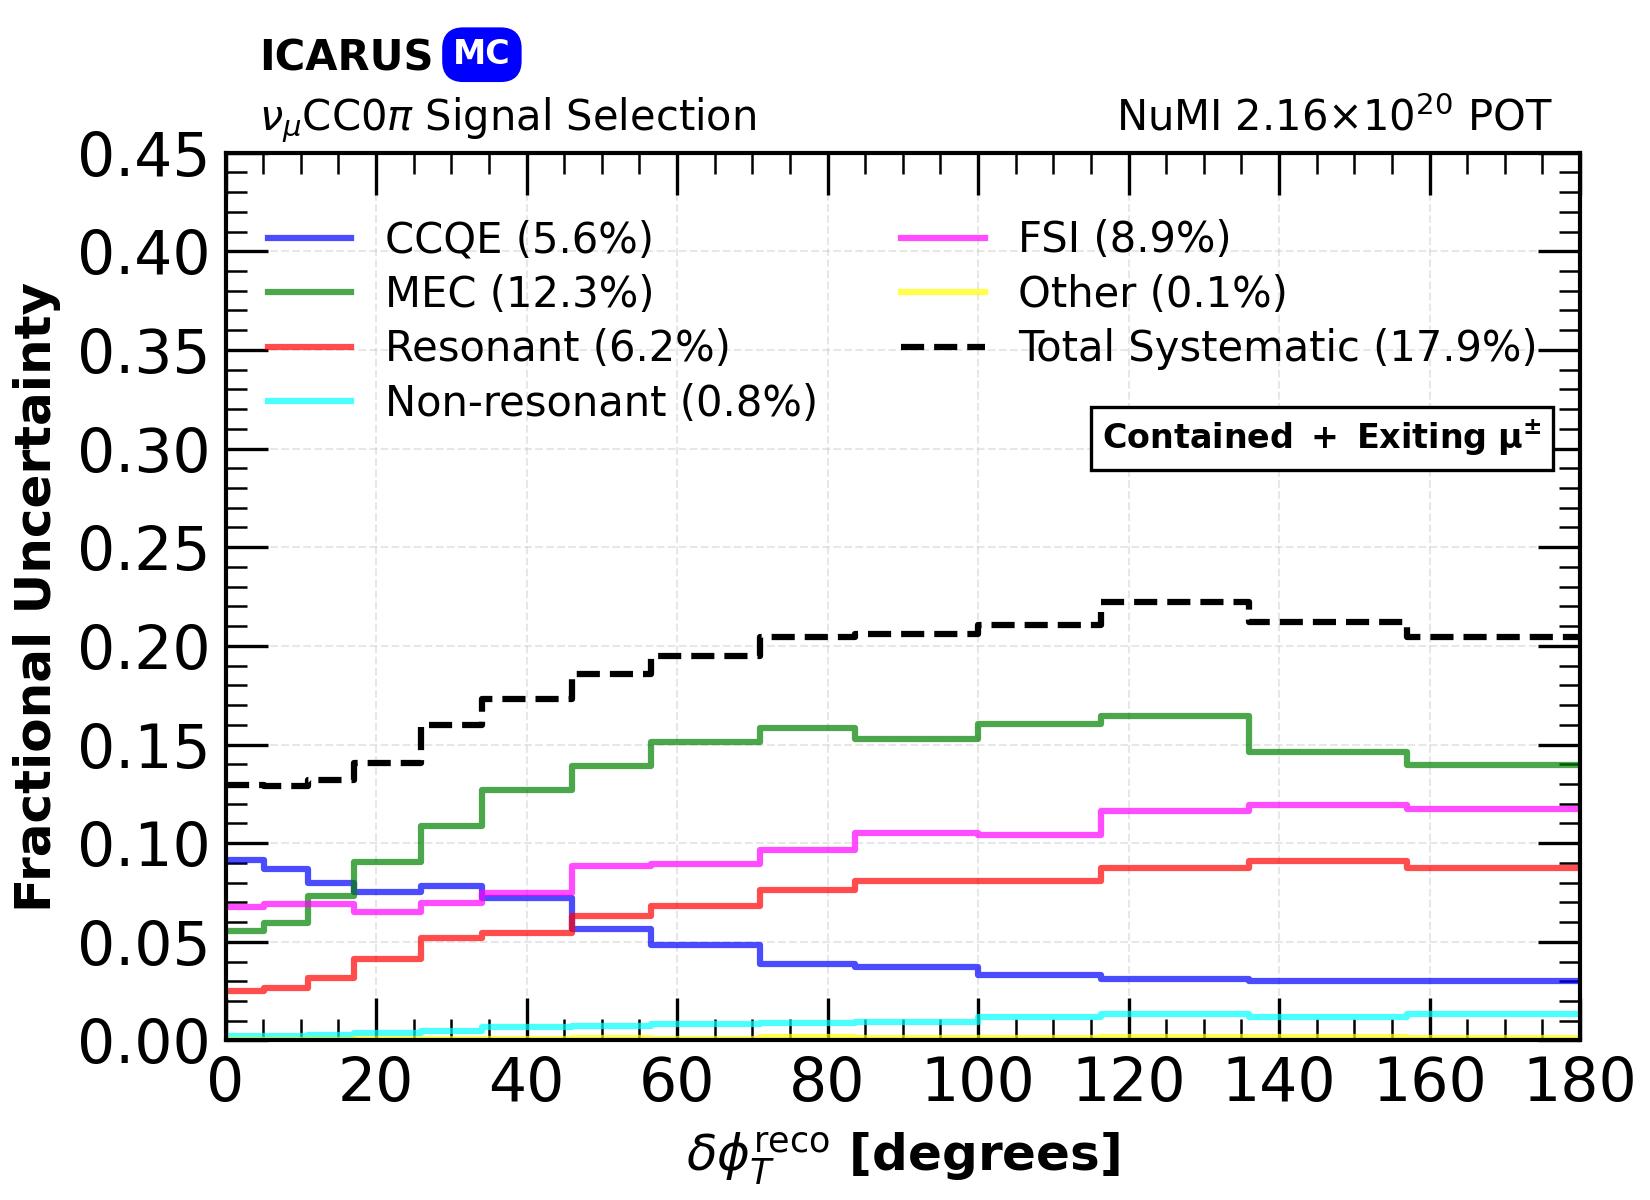 ICARUS MC
νμCC0π Signal Selection NuMI 2.16×10²⁰ POT
0.45
0.40
0.35
0.30
0.25
0.20
0.15
0.10
0.05
0.00
Fractional Uncertainty
CCQE (5.6%)
MEC (12.3%)
Resonant (6.2%)
Non-resonant (0.8%)
FSI (8.9%)
Other (0.1%)
Total Systematic (17.9%)
Contained + Exiting μ±
0 20 40 60 80 100 120 140 160 180
δϕ_T^reco [degrees]